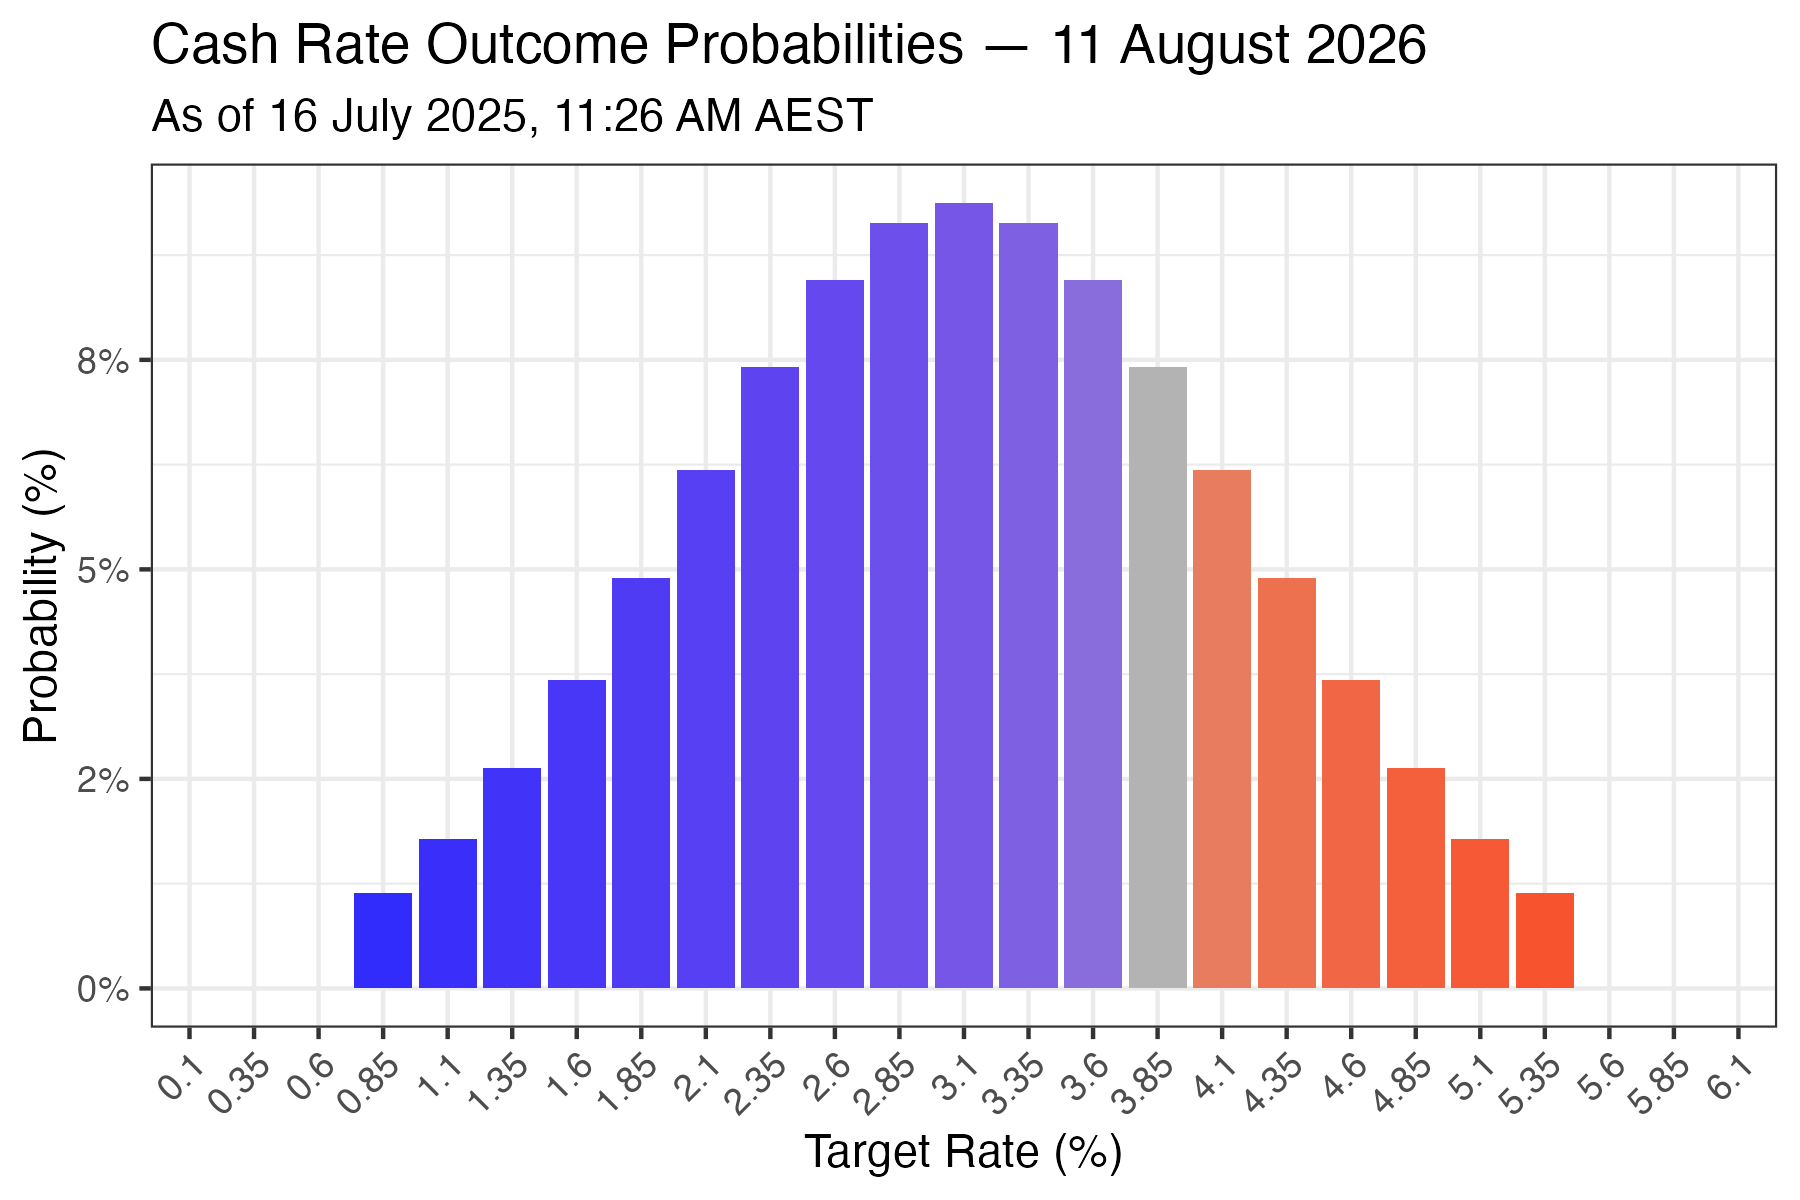 Cash Rate Outcome Probabilities — 11 August 2026
As of 16 July 2025, 11:26 AM AEST
Probability (%)
8%
5%
2%
0%
0.1 0.35 0.6 0.85 1.1 1.35 1.6 1.85 2.1 2.35 2.6 2.85 3.1 3.35 3.6 3.85 4.1 4.35 4.6 4.85 5.1 5.35 5.6 5.85 6.1
Target Rate (%)